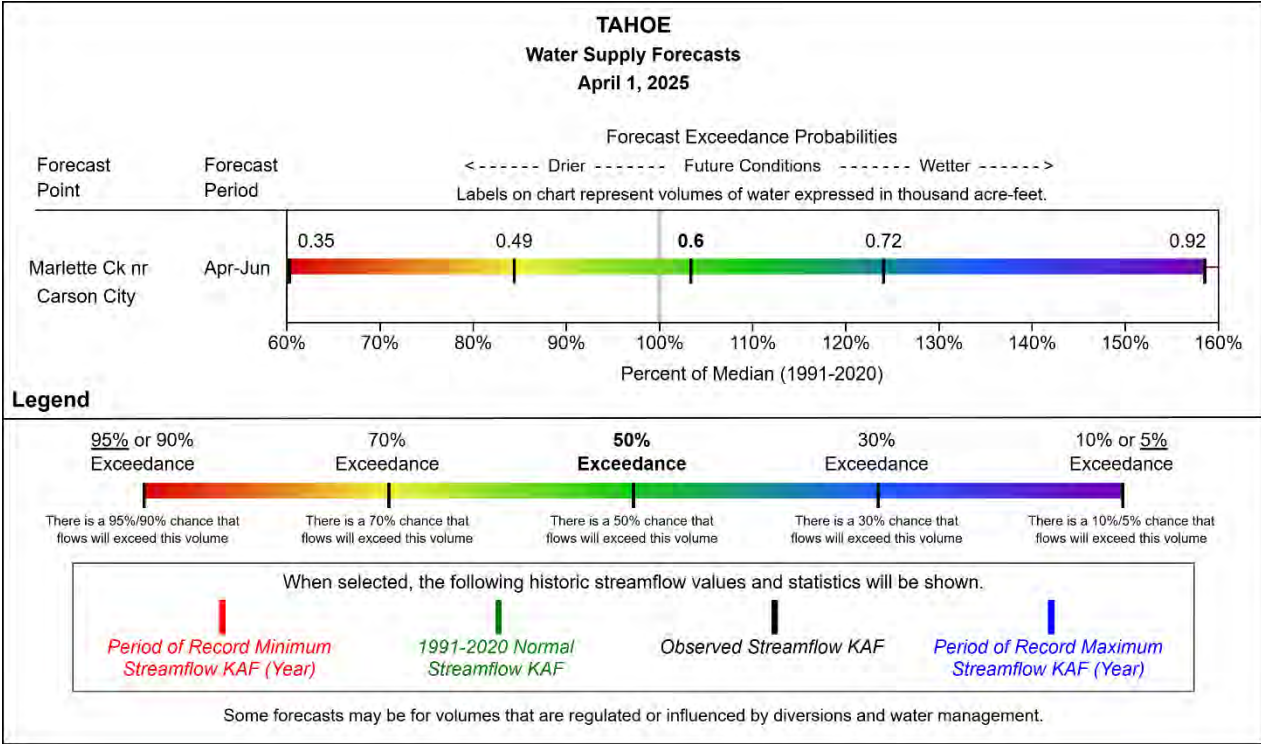 TAHOE
Water Supply Forecasts
April 1, 2025
Forecast Exceedance Probabilities
Forecast Point
Forecast Period
<------ Drier ------- Future Conditions ------- Wetter ------>
Labels on chart represent volumes of water expressed in thousand acre-feet.
0.35 0.49 0.6 0.72 0.92
Marlette Ck nr
Carson City
Apr-Jun
60% 70% 80% 90% 100% 110% 120% 130% 140% 150% 160%
Percent of Median (1991-2020)
Legend
95% or 90%
Exceedance
70%
Exceedance
50%
Exceedance
30%
Exceedance
10% or 5%
Exceedance
There is a 95%/90% chance that
flows will exceed this volume
There is a 70% chance that
flows will exceed this volume
There is a 50% chance that
flows will exceed this volume
There is a 30% chance that
flows will exceed this volume
There is a 10%/5% chance that
flows will exceed this volume
When selected, the following historic streamflow values and statistics will be shown.
Period of Record Minimum
Streamflow KAF (Year)
1991-2020 Normal
Streamflow KAF
Observed Streamflow KAF
Period of Record Maximum
Streamflow KAF (Year)
Some forecasts may be for volumes that are regulated or influenced by diversions and water management.